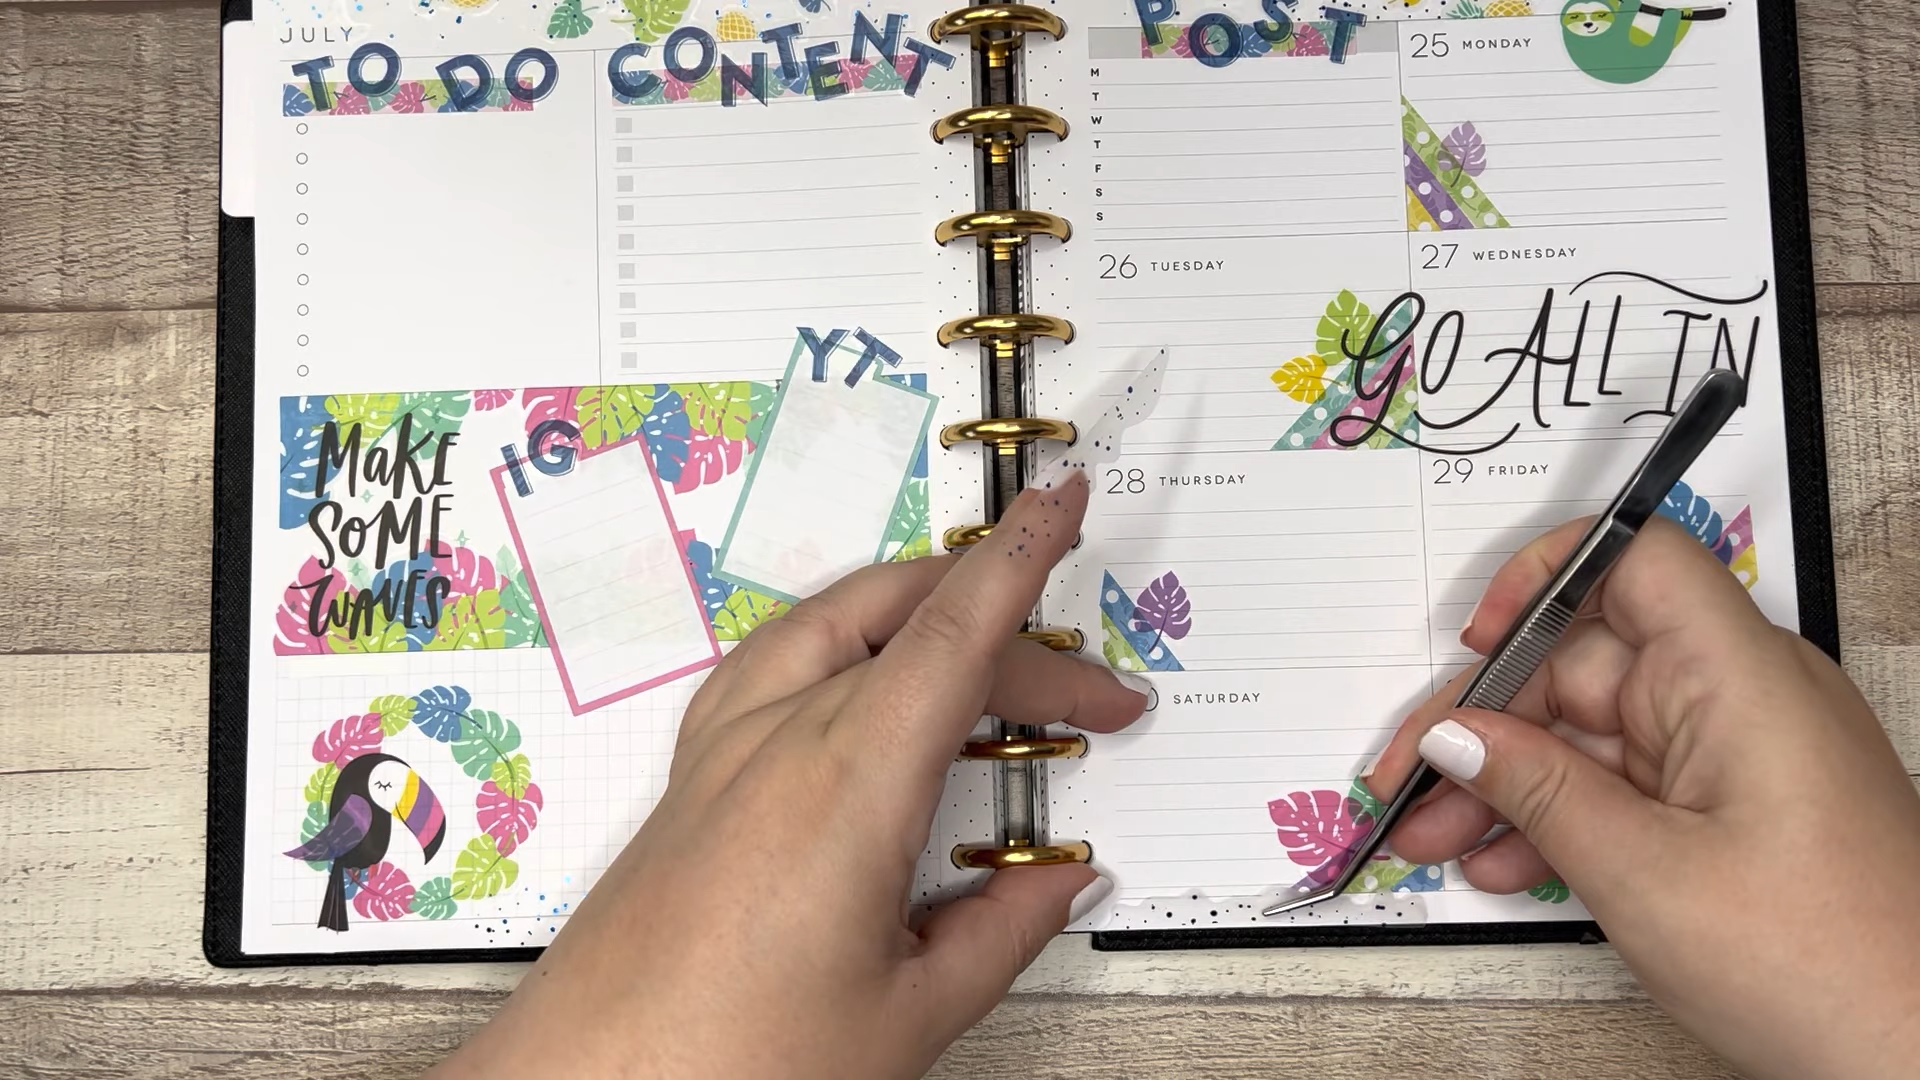 JULY
TO DO
CONTENT
MAKE
SOME
WAVES
IG
YT
POST
M
T
W
T
F
S
S
25 MONDAY
26 TUESDAY
27 WEDNESDAY
GO ALL IN
28 THURSDAY
29 FRIDAY
SATURDAY